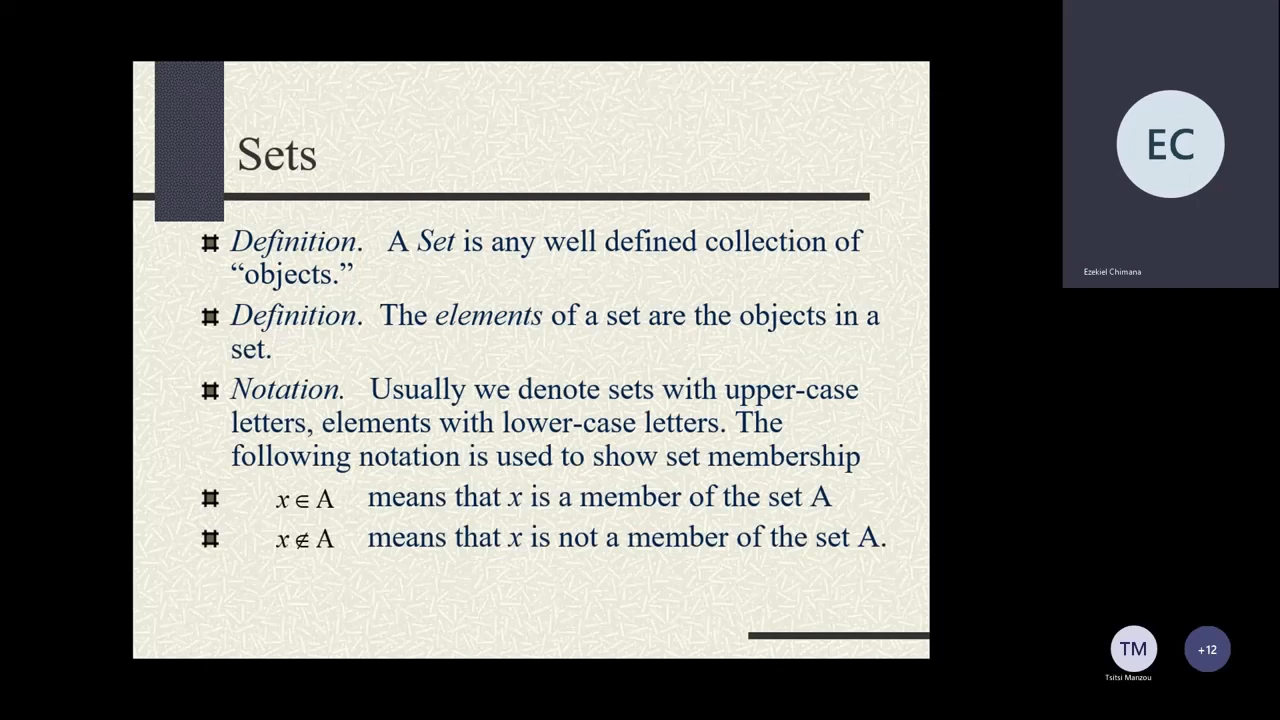 Sets
Definition. A Set is any well defined collection of
“objects.”
Definition. The elements of a set are the objects in a
set.
Notation. Usually we denote sets with upper-case
letters, elements with lower-case letters. The
following notation is used to show set membership
x ∈ A means that x is a member of the set A
x ∉ A means that x is not a member of the set A.
EC
Ezekiel Chimana
TM
+12
Tsitsi Manzou